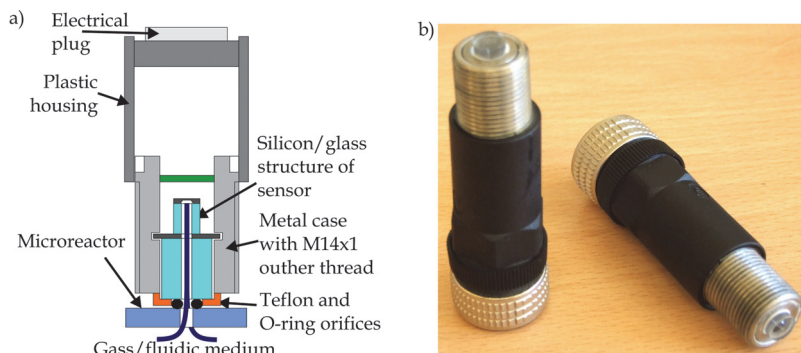 a)
Electrical
plug
Plastic
housing
Silicon/glass
structure of
sensor
Metal case
with M14x1
outher thread
Microreactor
Teflon and
O-ring orifices
Gass/fluidic medium
b)